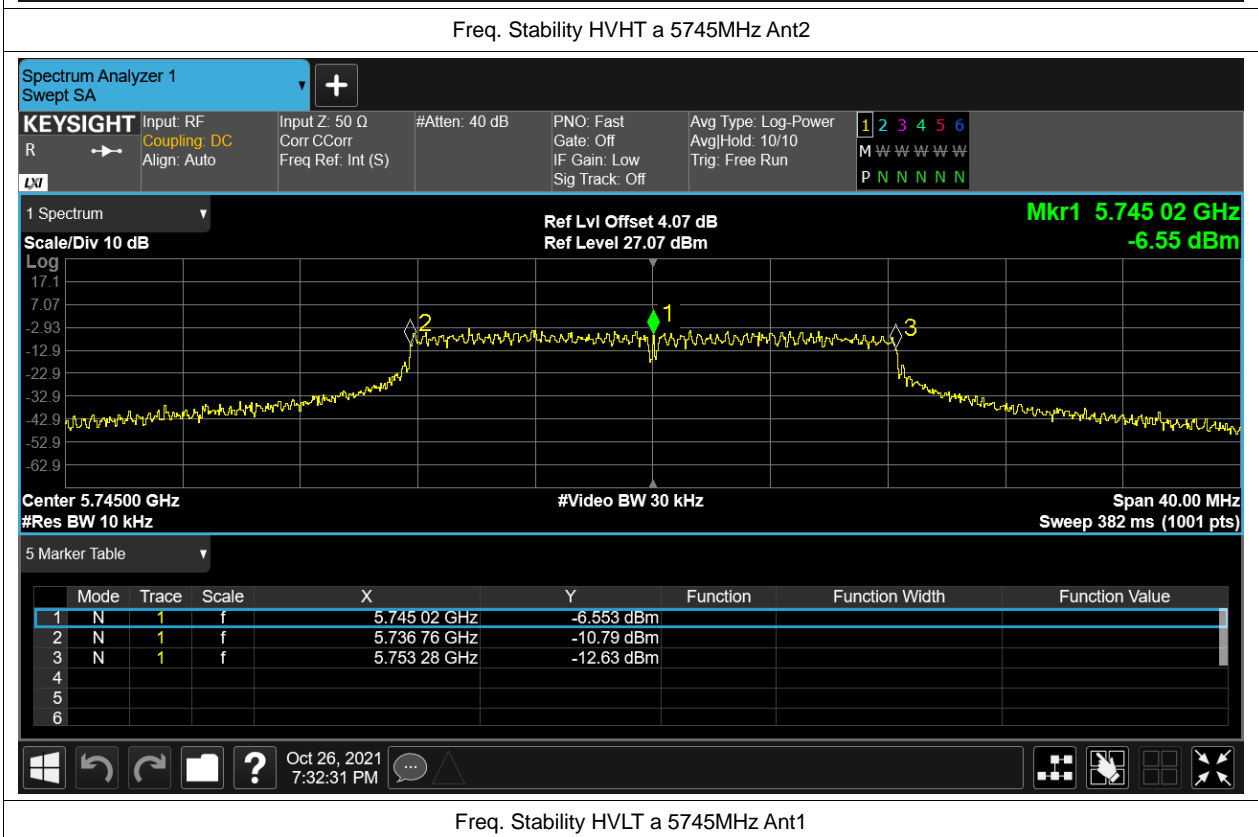 Freq. Stability HVHT a 5745MHz Ant2
Spectrum Analyzer 1
Swept SA
KEYSIGHT
R
LXI
Input: RF
Coupling: DC
Align: Auto
Input Z: 50 Ω
Corr CCorr
Freq Ref: Int (S)
#Atten: 40 dB
PNO: Fast
Gate: Off
IF Gain: Low
Sig Track: Off
Avg Type: Log-Power
Avg|Hold: 10/10
Trig: Free Run
1 2 3 4 5 6
M W W W W W
P N N N N N
1 Spectrum
Scale/Div 10 dB
Ref Lvl Offset 4.07 dB
Ref Level 27.07 dBm
Mkr1 5.745 02 GHz
-6.55 dBm
Log
17.1
7.07
-2.93
-12.9
-22.9
-32.9
-42.9
-52.9
-62.9
2
1
3
Center 5.74500 GHz
#Video BW 30 kHz
Span 40.00 MHz
#Res BW 10 kHz
Sweep 382 ms (1001 pts)
5 Marker Table
Mode Trace Scale X Y Function Function Width Function Value
1 N 1 f 5.745 02 GHz -6.553 dBm
2 N 1 f 5.736 76 GHz -10.79 dBm
3 N 1 f 5.753 28 GHz -12.63 dBm
4
5
6
?
Oct 26, 2021
7:32:31 PM
Freq. Stability HVLT a 5745MHz Ant1